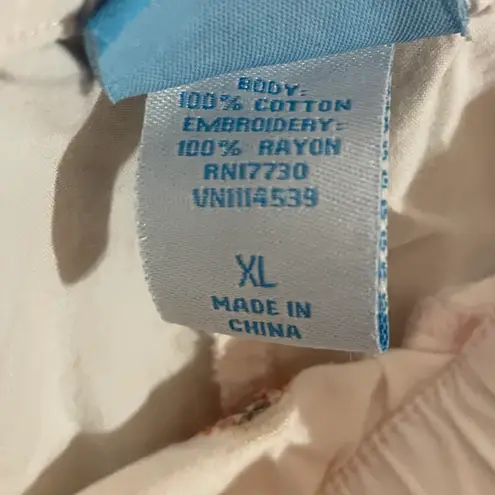 BODY:
100% COTTON
EMBROIDERY:
100% RAYON
RN17730
VN1114539
XL
MADE IN
CHINA